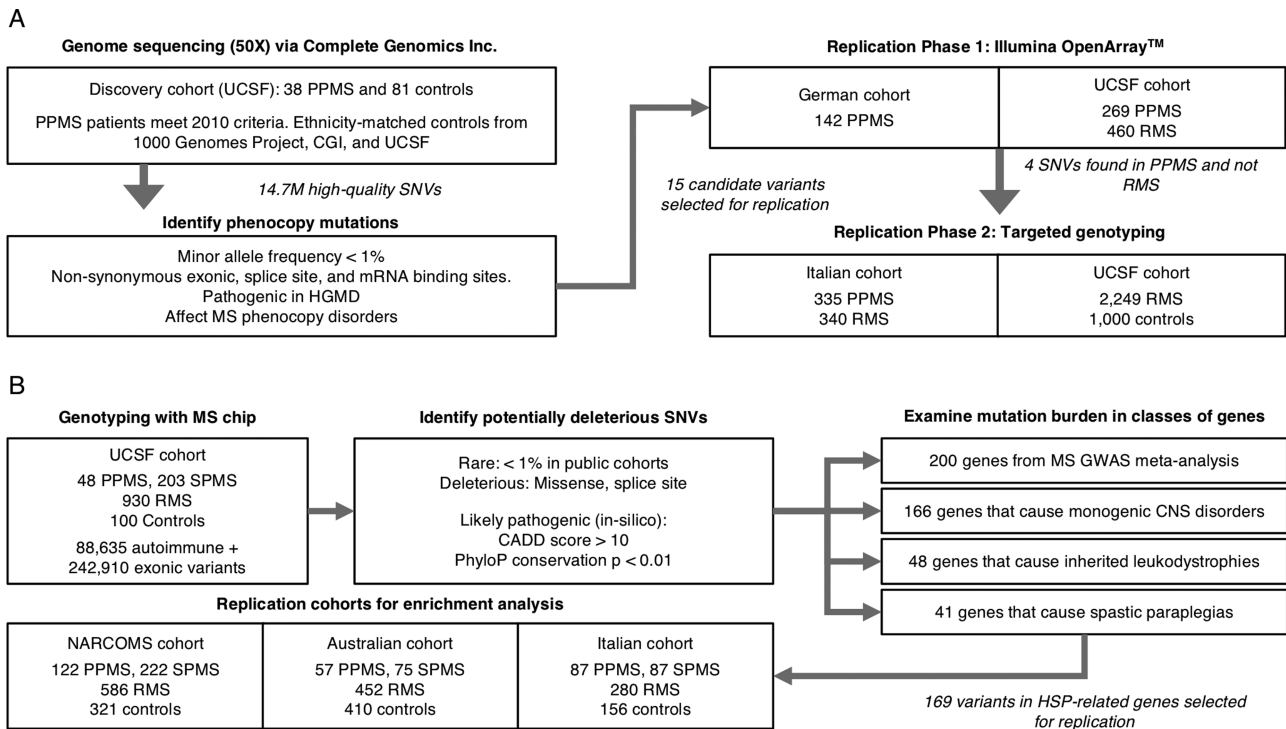 A
Genome sequencing (50X) via Complete Genomics Inc.
Discovery cohort (UCSF): 38 PPMS and 81 controls
PPMS patients meet 2010 criteria. Ethnicity-matched controls from
1000 Genomes Project, CGI, and UCSF
14.7M high-quality SNVs
Identify phenocopy mutations
Minor allele frequency < 1%
Non-synonymous exonic, splice site, and mRNA binding sites.
Pathogenic in HGMD
Affect MS phenocopy disorders
15 candidate variants
selected for replication
Replication Phase 1: Illumina OpenArray™
German cohort
142 PPMS
UCSF cohort
269 PPMS
460 RMS
4 SNVs found in PPMS and not
RMS
Replication Phase 2: Targeted genotyping
Italian cohort
335 PPMS
340 RMS
UCSF cohort
2,249 RMS
1,000 controls
B
Genotyping with MS chip
UCSF cohort
48 PPMS, 203 SPMS
930 RMS
100 Controls
88,635 autoimmune +
242,910 exonic variants
Identify potentially deleterious SNVs
Rare: < 1% in public cohorts
Deleterious: Missense, splice site
Likely pathogenic (in-silico):
CADD score > 10
PhyloP conservation p < 0.01
Examine mutation burden in classes of genes
200 genes from MS GWAS meta-analysis
166 genes that cause monogenic CNS disorders
48 genes that cause inherited leukodystrophies
41 genes that cause spastic paraplegias
169 variants in HSP-related genes selected
for replication
Replication cohorts for enrichment analysis
NARCOMS cohort
122 PPMS, 222 SPMS
586 RMS
321 controls
Australian cohort
57 PPMS, 75 SPMS
452 RMS
410 controls
Italian cohort
87 PPMS, 87 SPMS
280 RMS
156 controls